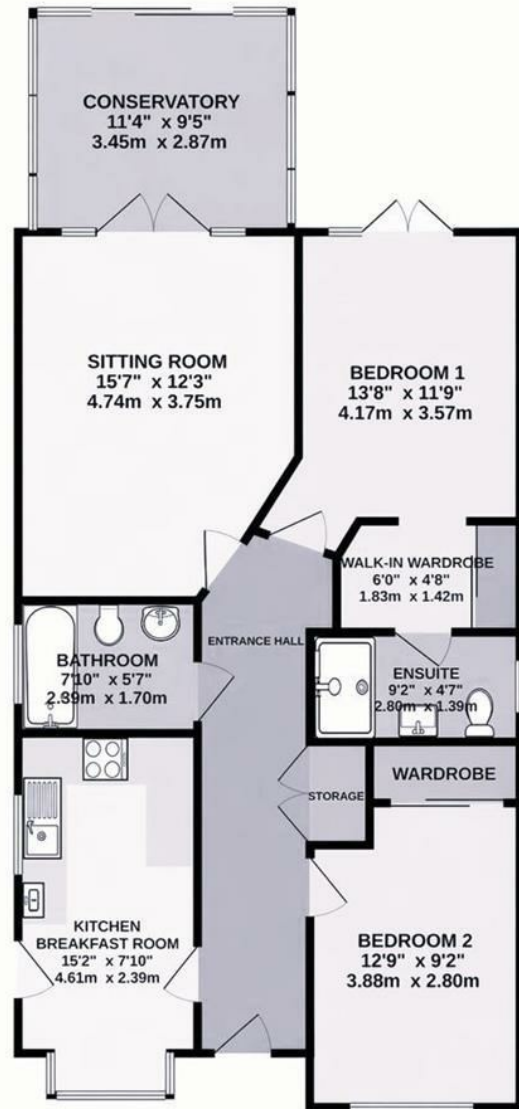 CONSERVATORY
11'4" x 9'5"
3.45m x 2.87m
SITTING ROOM
15'7" x 12'3"
4.74m x 3.75m
BEDROOM 1
13'8" x 11'9"
4.17m x 3.57m
WALK-IN WARDROBE
6'0" x 4'8"
1.83m x 1.42m
ENTRANCE HALL
BATHROOM
7'10" x 5'7"
2.39m x 1.70m
ENSUITE
9'2" x 4'7"
2.80m x 1.39m
WARDROBE
STORAGE
KITCHEN
BREAKFAST ROOM
15'2" x 7'10"
4.61m x 2.39m
BEDROOM 2
12'9" x 9'2"
3.88m x 2.80m